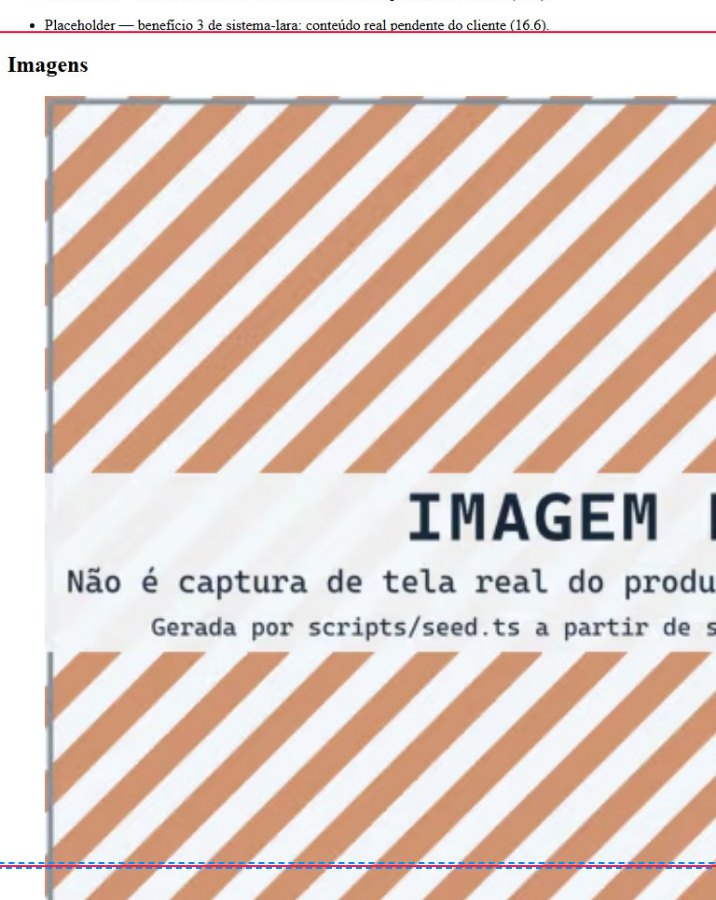 • Placeholder — benefício 3 de sistema-lara: conteúdo real pendente do cliente (16.6).
Imagens
IMAGEM
Não é captura de tela real do produ
Gerada por scripts/seed.ts a partir de s